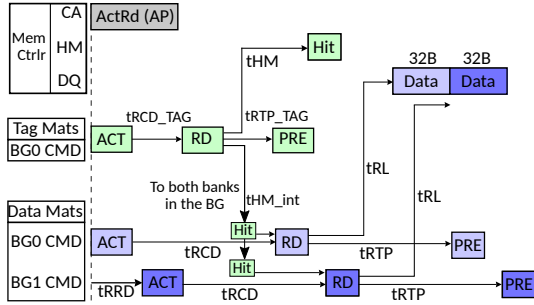 Mem
Ctrlr
CA
HM
DQ
ActRd (AP)
Hit
tHM
32B 32B
Data Data
Tag Mats
BG0 CMD
ACT
tRCD_TAG
RD
tRTP_TAG
PRE
tRL
tRL
To both banks
in the BG
tHM_int
Data Mats
BG0 CMD
ACT
tRCD
Hit
RD
tRTP
PRE
BG1 CMD
tRRD
ACT
tRCD
Hit
RD
tRTP
PRE